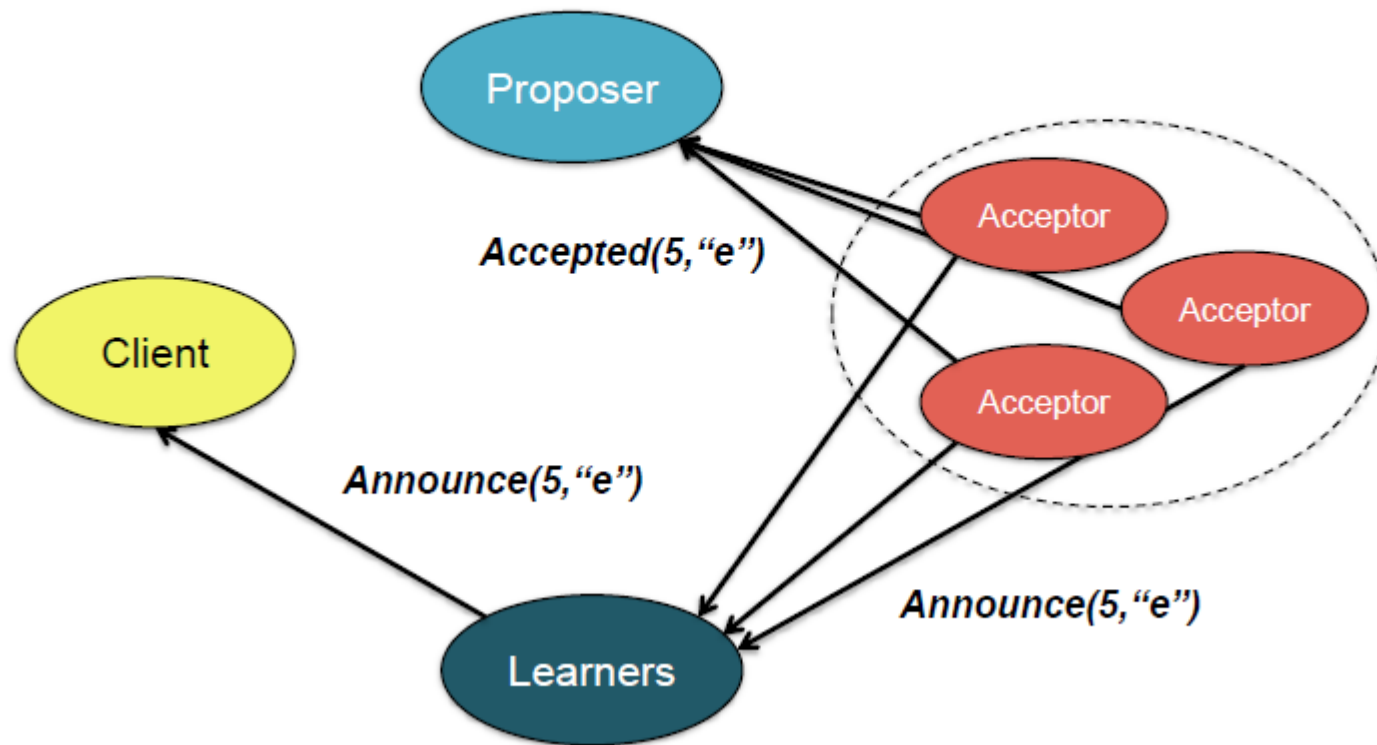 Proposer
Acceptor
Accepted(5,“e”)
Acceptor
Client
Acceptor
Announce(5,“e”)
Announce(5,“e”)
Learners